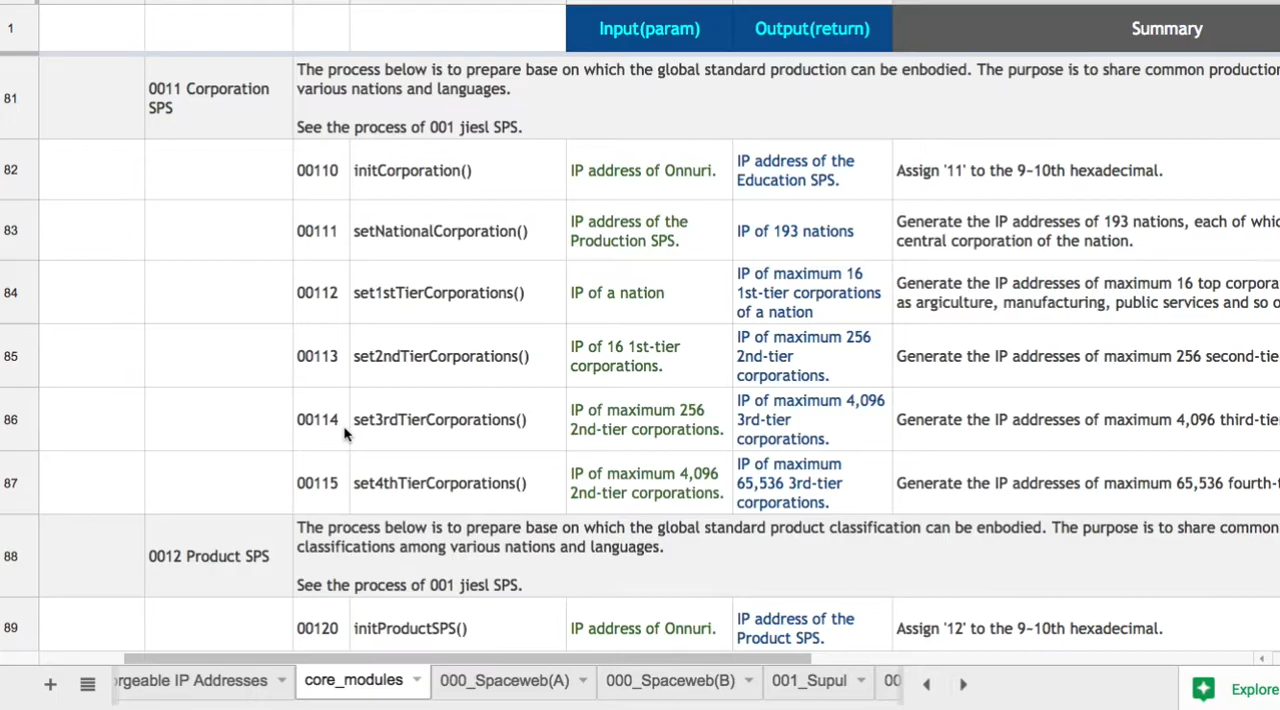 1
Input(param)
Output(return)
Summary
81
0011 Corporation
SPS
The process below is to prepare base on which the global standard production can be enbodied. The purpose is to share common production
various nations and languages.
See the process of 001 jiesl SPS.
82
00110
initCorporation()
IP address of Onnuri.
IP address of the
Education SPS.
Assign '11' to the 9~10th hexadecimal.
83
00111
setNationalCorporation()
IP address of the
Production SPS.
IP of 193 nations
Generate the IP addresses of 193 nations, each of whic
central corporation of the nation.
84
00112
set1stTierCorporations()
IP of a nation
IP of maximum 16
1st-tier corporations
of a nation
Generate the IP addresses of maximum 16 top corpora
as argiculture, manufacturing, public services and so o
85
00113
set2ndTierCorporations()
IP of 16 1st-tier
corporations.
IP of maximum 256
2nd-tier
corporations.
Generate the IP addresses of maximum 256 second-tie
86
00114
set3rdTierCorporations()
IP of maximum 256
2nd-tier corporations.
IP of maximum 4,096
3rd-tier
corporations.
Generate the IP addresses of maximum 4,096 third-tie
87
00115
set4thTierCorporations()
IP of maximum 4,096
2nd-tier corporations.
IP of maximum
65,536 3rd-tier
corporations.
Generate the IP addresses of maximum 65,536 fourth-t
88
0012 Product SPS
The process below is to prepare base on which the global standard product classification can be enbodied. The purpose is to share common
classifications among various nations and languages.
See the process of 001 jiesl SPS.
89
00120
initProductSPS()
IP address of Onnuri.
IP address of the
Product SPS.
Assign '12' to the 9~10th hexadecimal.
rgeable IP Addresses
core_modules
000_Spaceweb(A)
000_Spaceweb(B)
001_Supul
00
Explore